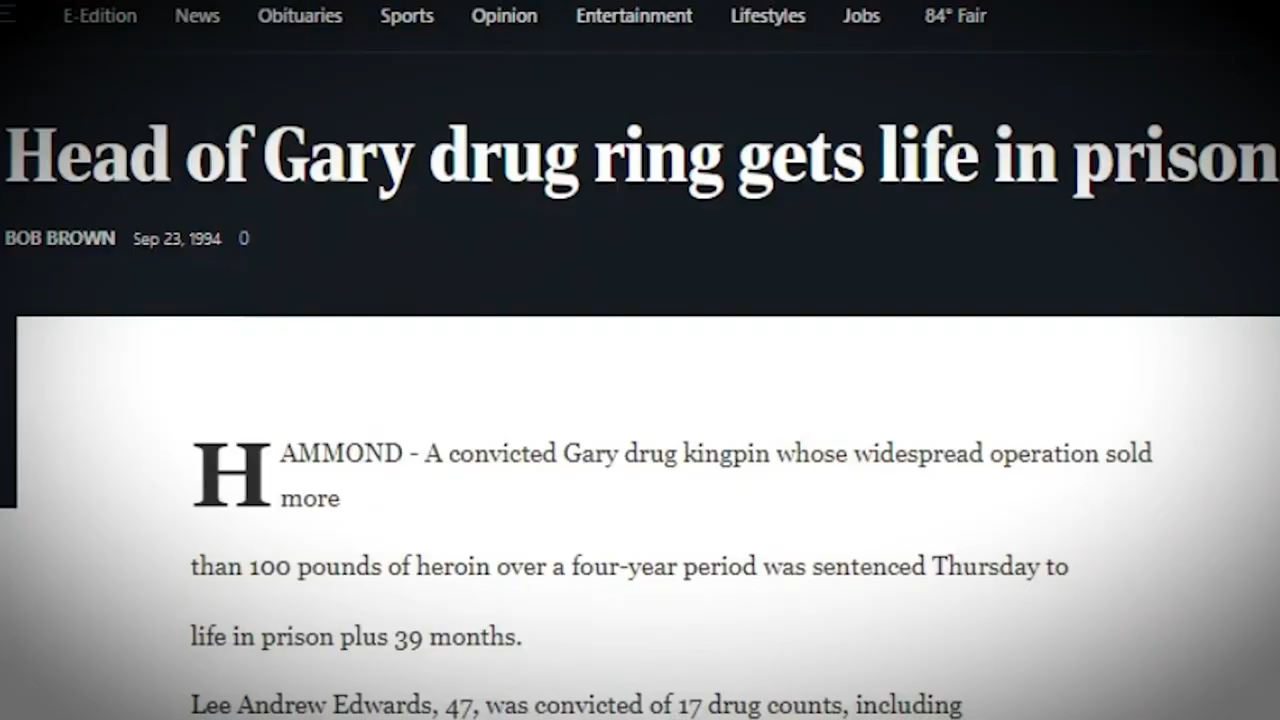 E-Edition News Obituaries Sports Opinion Entertainment Lifestyles Jobs 84° Fair
Head of Gary drug ring gets life in prison
BOB BROWN Sep 23, 1994 0
HAMMOND - A convicted Gary drug kingpin whose widespread operation sold
more
than 100 pounds of heroin over a four-year period was sentenced Thursday to
life in prison plus 39 months.
Lee Andrew Edwards, 47, was convicted of 17 drug counts, including